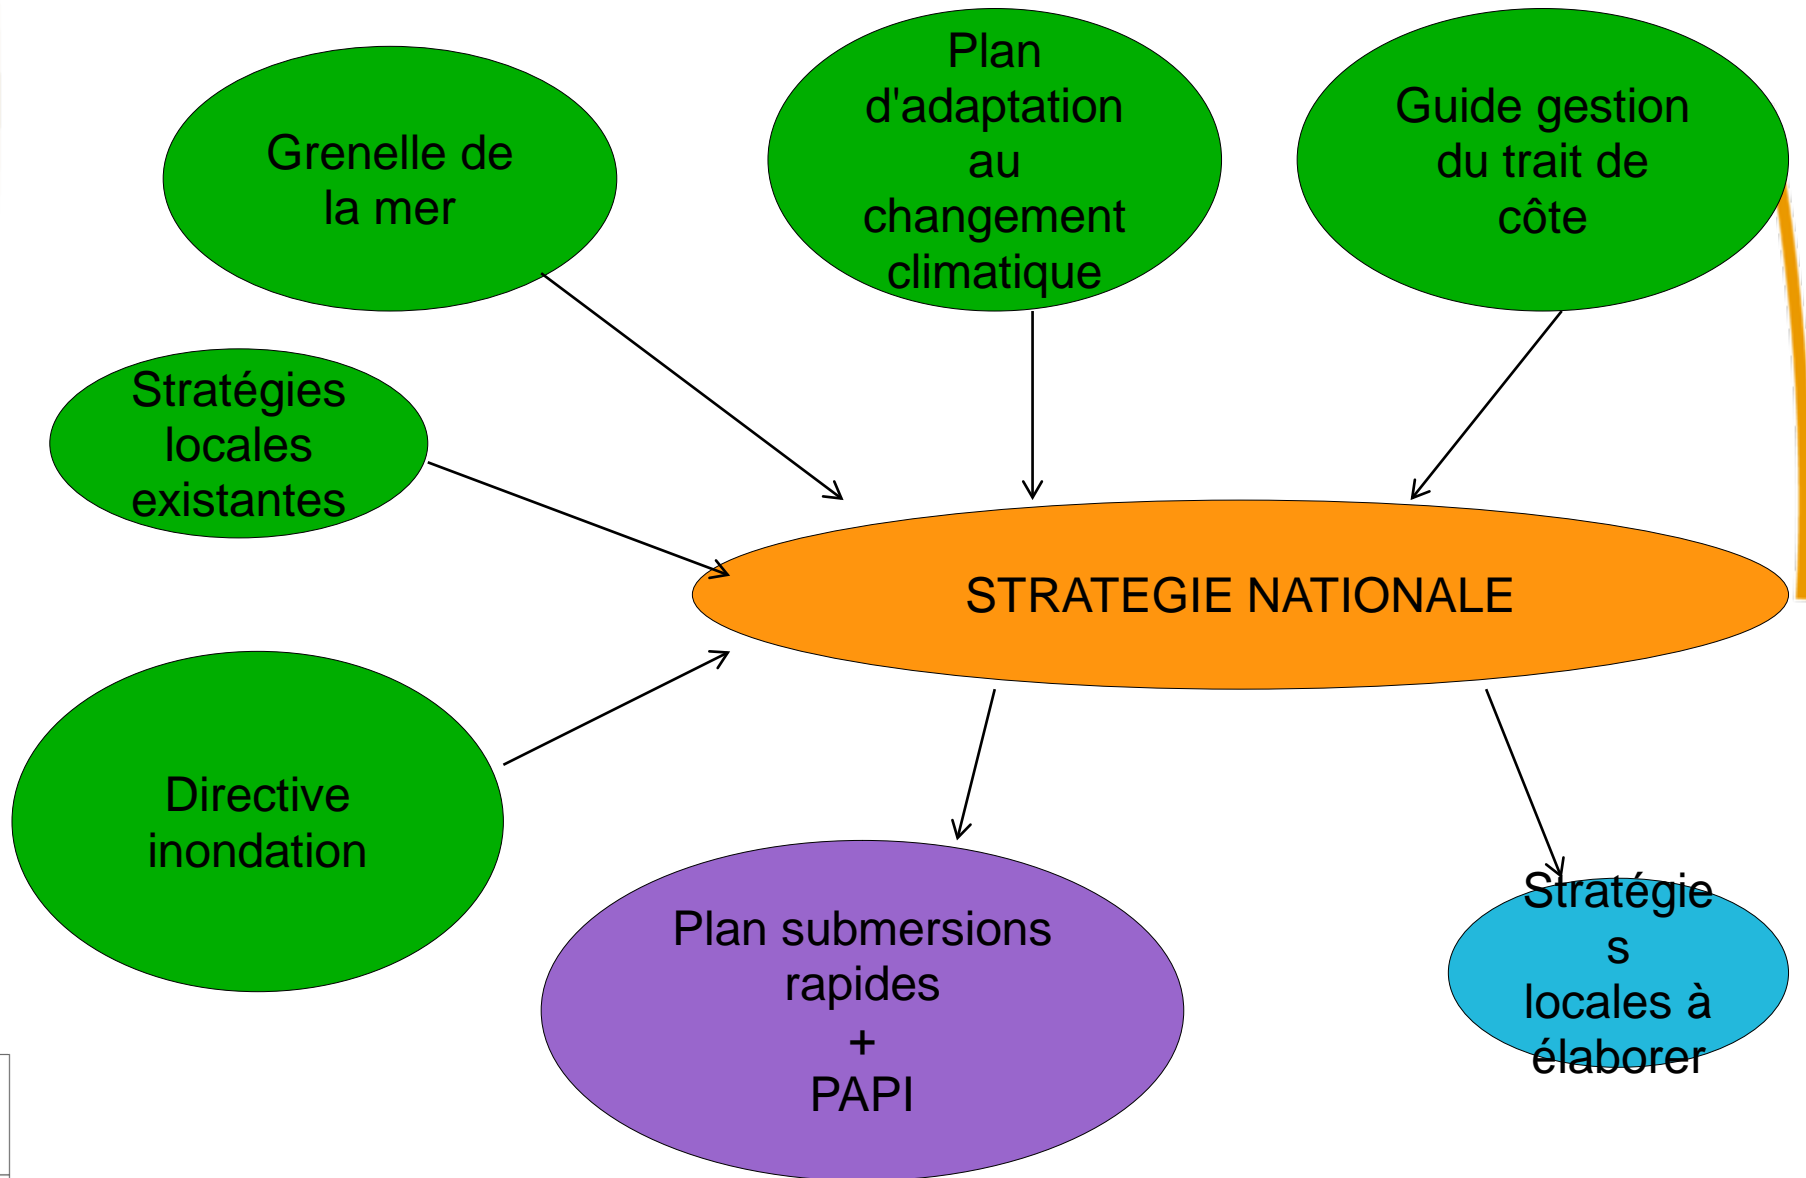 Grenelle de
la mer
Plan
d'adaptation
au
changement
climatique
Guide gestion
du trait de
côte
Stratégies
locales
existantes
STRATEGIE NATIONALE
Directive
inondation
Plan submersions
rapides
+
PAPI
Stratégie
s
locales à
élaborer